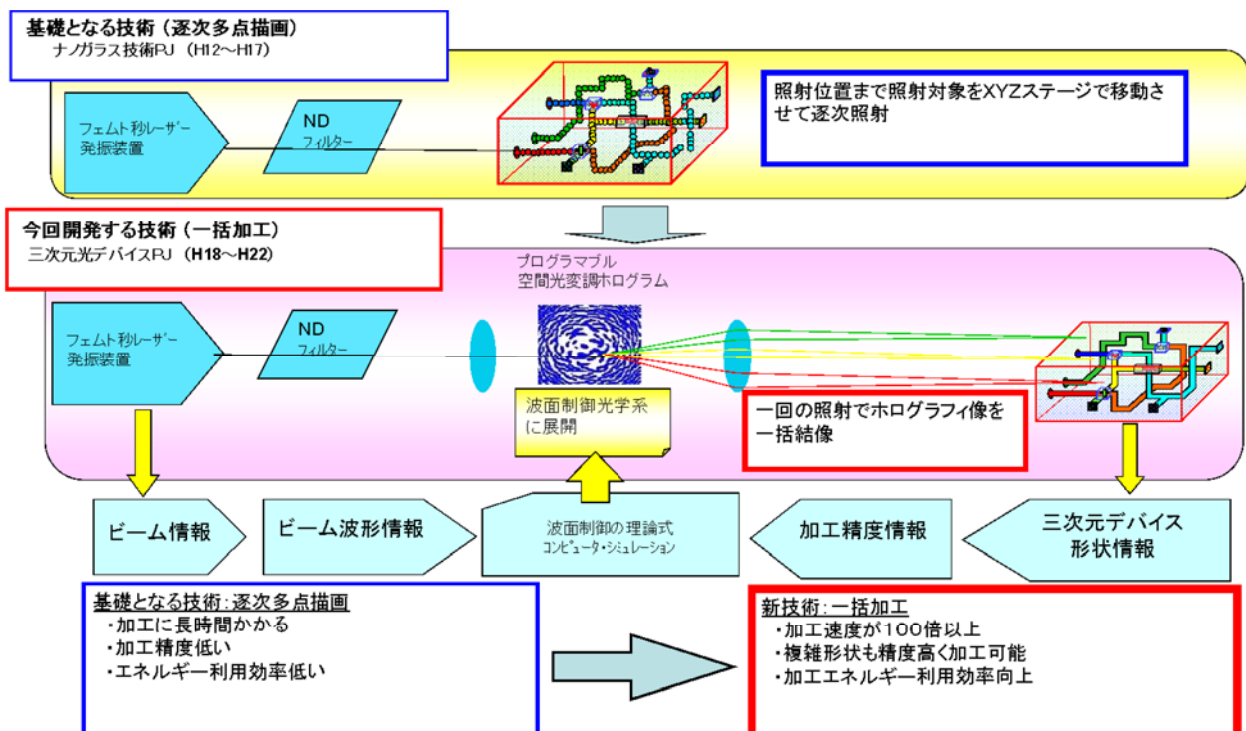 基礎となる技術（逐次多点描画）
ナノガラス技術PJ （H12～H17）
フェムト秒レーザー
発振装置
ND
フィルター
照射位置まで照射対象をXYZステージで移動さ
せて逐次照射
今回開発する技術（一括加工）
三次元光デバイスPJ （H18～H22）
プログラマブル
空間光変調ホログラム
フェムト秒レーザー
発振装置
ND
フィルター
波面制御光学系
に展開
一回の照射でホログラフィ像を
一括結像
ビーム情報
ビーム波形情報
波面制御の理論式
コンピュータ・シミュレーション
加工精度情報
三次元デバイス
形状情報
基礎となる技術：逐次多点描画
・加工に長時間かかる
・加工精度低い
・エネルギー利用効率低い
新技術：一括加工
・加工速度が１００倍以上
・複雑形状も精度高く加工可能
・加工エネルギー利用効率向上